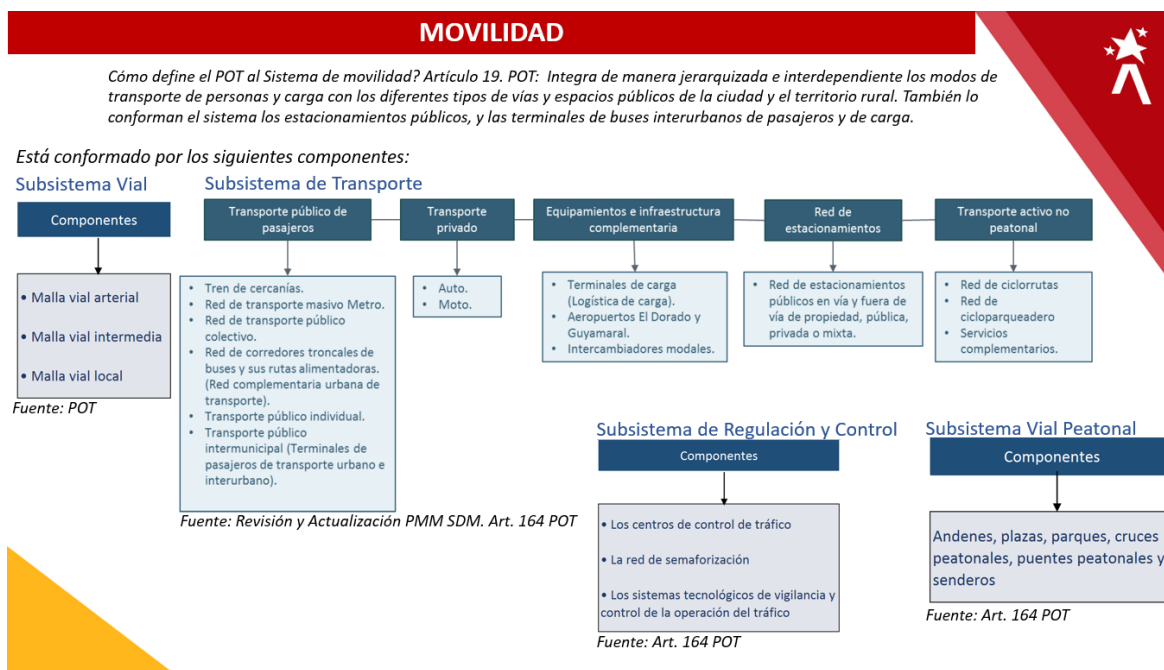 MOVILIDAD
Cómo define el POT al Sistema de movilidad? Artículo 19. POT: Integra de manera jerarquizada e interdependiente los modos de
transporte de personas y carga con los diferentes tipos de vías y espacios públicos de la ciudad y el territorio rural. También lo
conforman el sistema los estacionamientos públicos, y las terminales de buses interurbanos de pasajeros y de carga.
Está conformado por los siguientes componentes:
Subsistema Vial
Componentes
• Malla vial arterial
• Malla vial intermedia
• Malla vial local
Fuente: POT
Subsistema de Transporte
Transporte público de
pasajeros
• Tren de cercanías.
• Red de transporte masivo Metro.
• Red de transporte público
colectivo.
• Red de corredores troncales de
buses y sus rutas alimentadoras.
(Red complementaria urbana de
transporte).
• Transporte público individual.
• Transporte público
intermunicipal (Terminales de
pasajeros de transporte urbano e
interurbano).
Transporte
privado
• Auto.
• Moto.
Equipamientos e infraestructura
complementaria
• Terminales de carga
(Logística de carga).
• Aeropuertos El Dorado y
Guyamaral.
• Intercambiadores modales.
Red de
estacionamientos
• Red de estacionamientos
públicos en vía y fuera de
vía de propiedad, pública,
privada o mixta.
Transporte activo no
peatonal
• Red de ciclorrutas
• Red de
cicloparqueadero
• Servicios
complementarios.
Fuente: Revisión y Actualización PMM SDM. Art. 164 POT
Subsistema de Regulación y Control
Componentes
• Los centros de control de tráfico
• La red de semaforización
• Los sistemas tecnológicos de vigilancia y
control de la operación del tráfico
Fuente: Art. 164 POT
Subsistema Vial Peatonal
Componentes
Andenes, plazas, parques, cruces
peatonales, puentes peatonales y
senderos
Fuente: Art. 164 POT